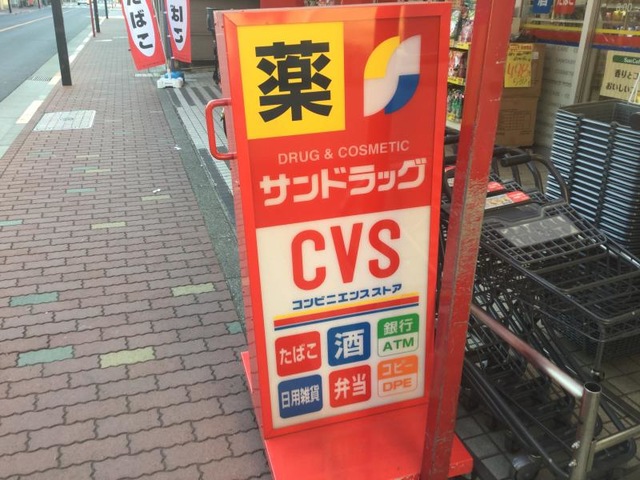 薬
DRUG & COSMETIC
サンドラッグ
CVS
コンビニエンスストア
たばこ
酒
銀行
ATM
日用雑貨
弁当
コピー
DPE
たばこ
酒